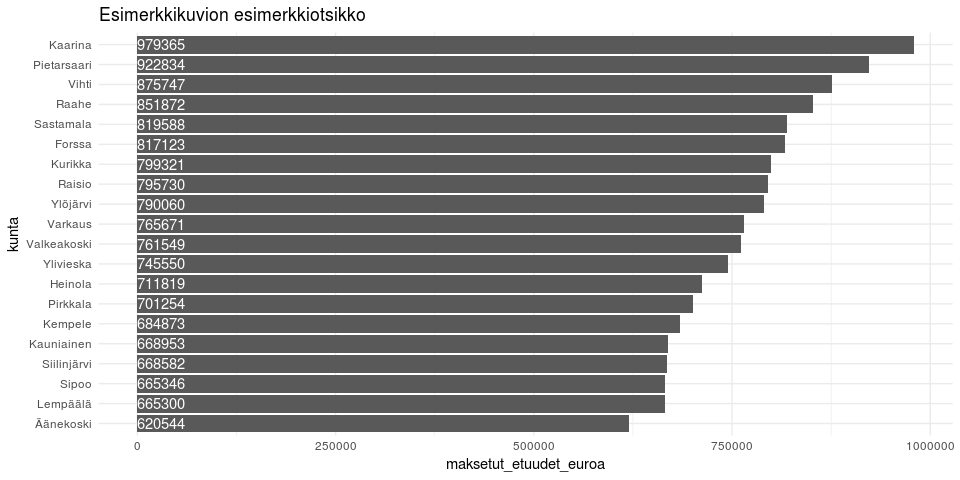 Esimerkkikuvion esimerkkiotsikko
Kaarina 979365
Pietarsaari 922834
Vihti 875747
Raahe 851872
Sastamala 819588
Forssa 817123
Kurikka 799321
Raisio 795730
Ylöjärvi 790060
Varkaus 765671
Valkeakoski 761549
Ylivieska 745550
Heinola 711819
Pirkkala 701254
Kempele 684873
Kauniainen 668953
Siilinjärvi 668582
Sipoo 665346
Lempäälä 665300
Äänekoski 620544
kunta
0 250000 500000 750000 1000000
maksetut_etuudet_euroa